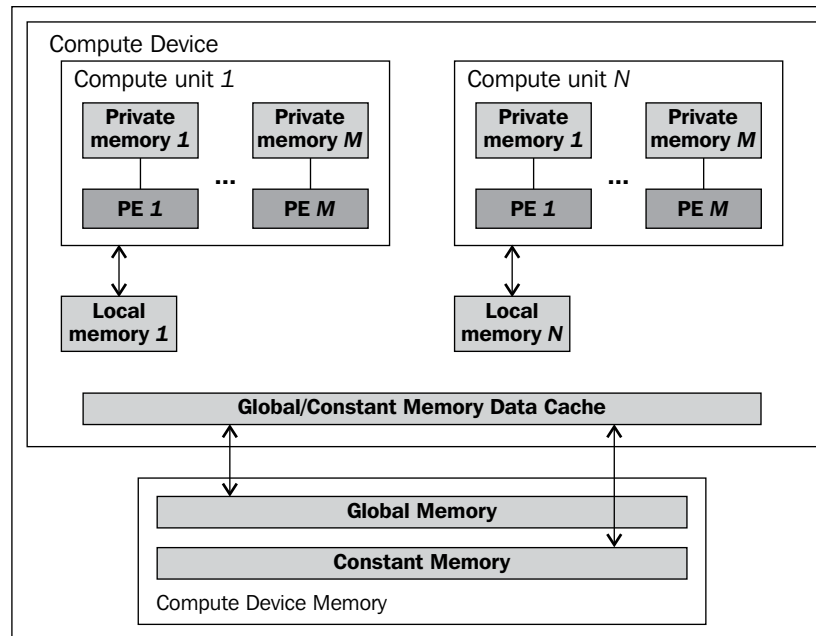 Compute Device
Compute unit 1
Private memory 1
Private memory M
...
PE 1
PE M
Local memory 1
Compute unit N
Private memory 1
Private memory M
...
PE 1
PE M
Local memory N
Global/Constant Memory Data Cache
Global Memory
Constant Memory
Compute Device Memory